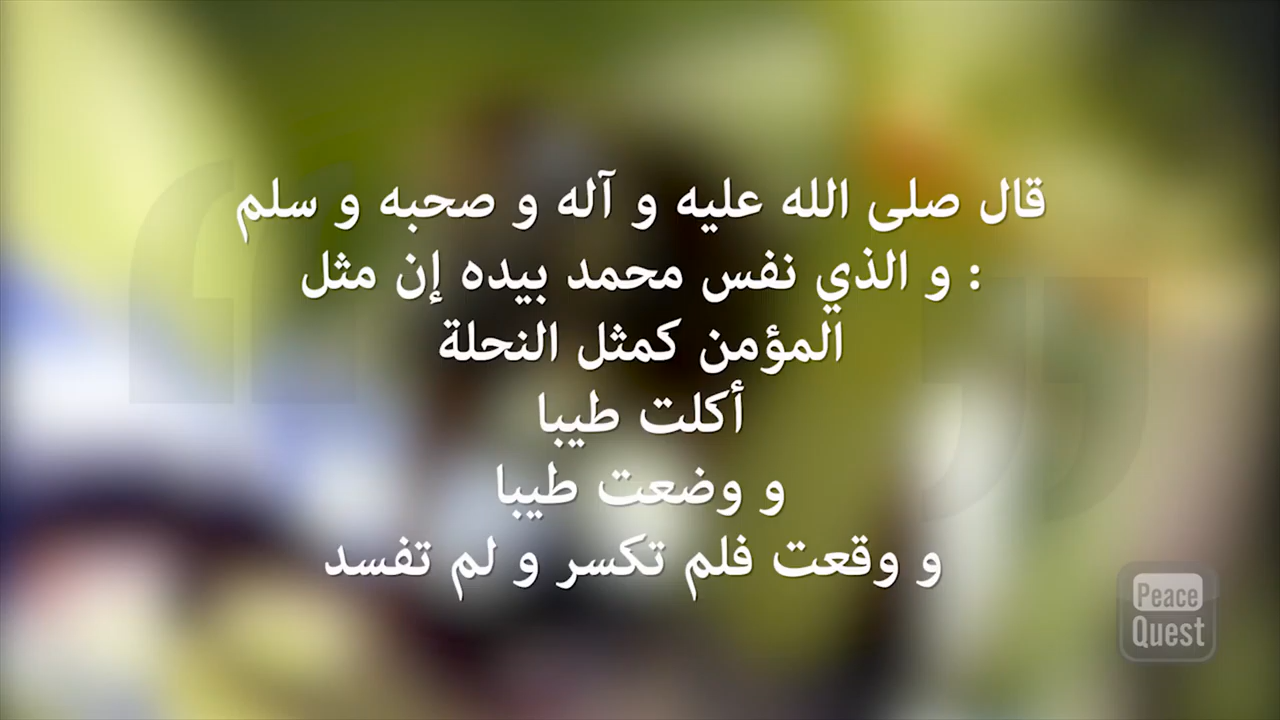 قال صلى الله عليه و آله و صحبه و سلم
: و الذي نفس محمد بيده إن مثل
المؤمن كمثل النحلة
أكلت طيبا
و وضعت طيبا
و وقعت فلم تكسر و لم تفسد
Peace
Quest